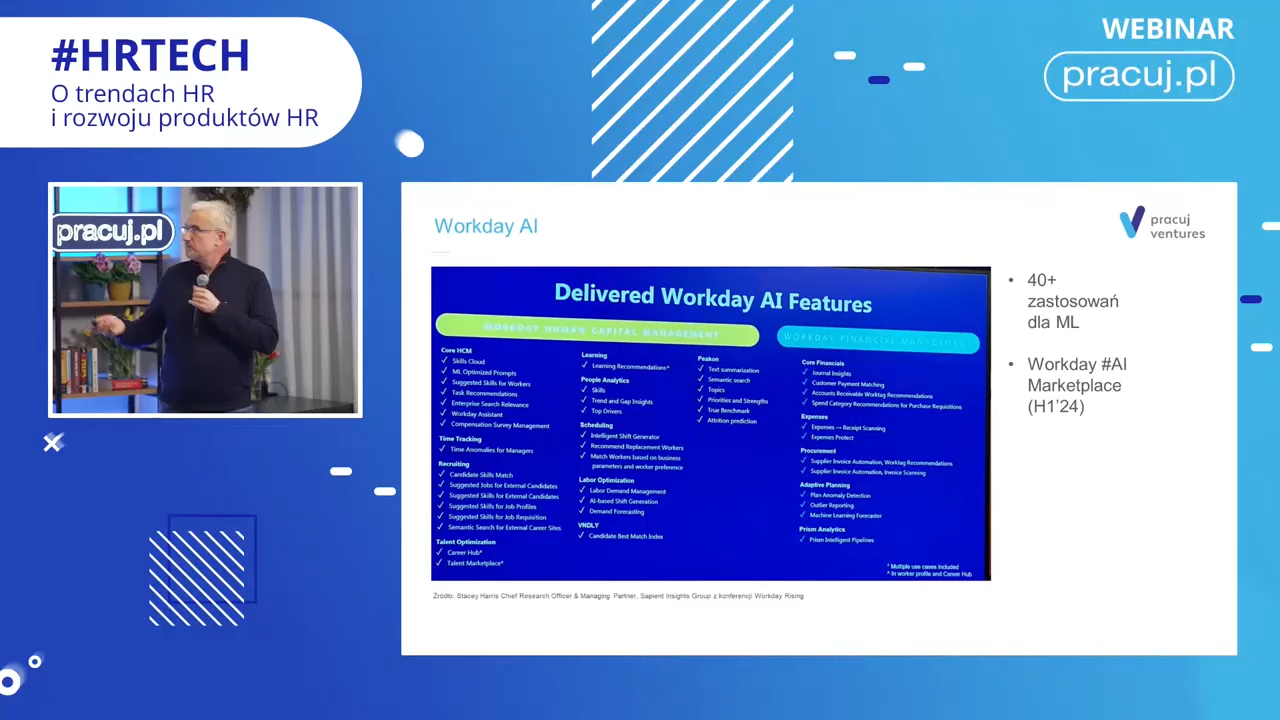 #HRTECH
O trendach HR
i rozwoju produktów HR
WEBINAR
pracuj.pl
pracuj.pl
Workday AI
pracuj
ventures
Delivered Workday AI Features
WORKDAY HUMAN CAPITAL MANAGEMENT
Core HCM
✓ Skills Cloud
✓ ML Optimized Prompts
✓ Suggested Skills for Workers
✓ Task Recommendations
✓ Enterprise Search Relevance
✓ Workday Assistant
✓ Compensation Survey Management
Time Tracking
✓ Time Anomalies for Managers
Recruiting
✓ Candidate Skills Match
✓ Suggested Jobs for External Candidates
✓ Suggested Skills for External Candidates
✓ Suggested Skills for Job Profiles
✓ Suggested Skills for Job Requisition
✓ Semantic Search for External Career Sites
Talent Optimization
✓ Career Hub*
✓ Talent Marketplace*
Learning
✓ Learning Recommendations^
People Analytics
✓ Skills
✓ Trend and Gap Insights
✓ Top Drivers
Scheduling
✓ Intelligent Shift Generator
✓ Recommend Replacement Workers
✓ Match Workers based on business
parameters and worker preference
Labor Optimization
✓ Labor Demand Management
✓ AI-based Shift Generation
✓ Demand Forecasting
VNDLY
✓ Candidate Best Match Index
Peakon
✓ Text summarization
✓ Semantic search
✓ Topics
✓ Priorities and Strengths
✓ True Benchmark
✓ Attrition prediction
WORKDAY FINANCIAL MANAGEMENT
Core Financials
✓ Journal Insights
✓ Customer Payment Matching
✓ Accounts Receivable Worktag Recommendations
✓ Spend Category Recommendations for Purchase Requisitions
Expenses
✓ Expenses — Receipt Scanning
✓ Expenses Protect
Procurement
✓ Supplier Invoice Automation, Worktag Recommendations
✓ Supplier Invoice Automation, Invoice Scanning
Adaptive Planning
✓ Plan Anomaly Detection
✓ Outlier Reporting
✓ Machine Learning Forecaster
Prism Analytics
✓ Prism Intelligent Pipelines
* Multiple use cases included
^ In worker profile and Career Hub
• 40+
zastosowań
dla ML
• Workday #AI
Marketplace
(H1'24)
Źródło: Stacey Harris Chief Research Officer & Managing Partner, Sapient Insights Group z konferencji Workday Rising